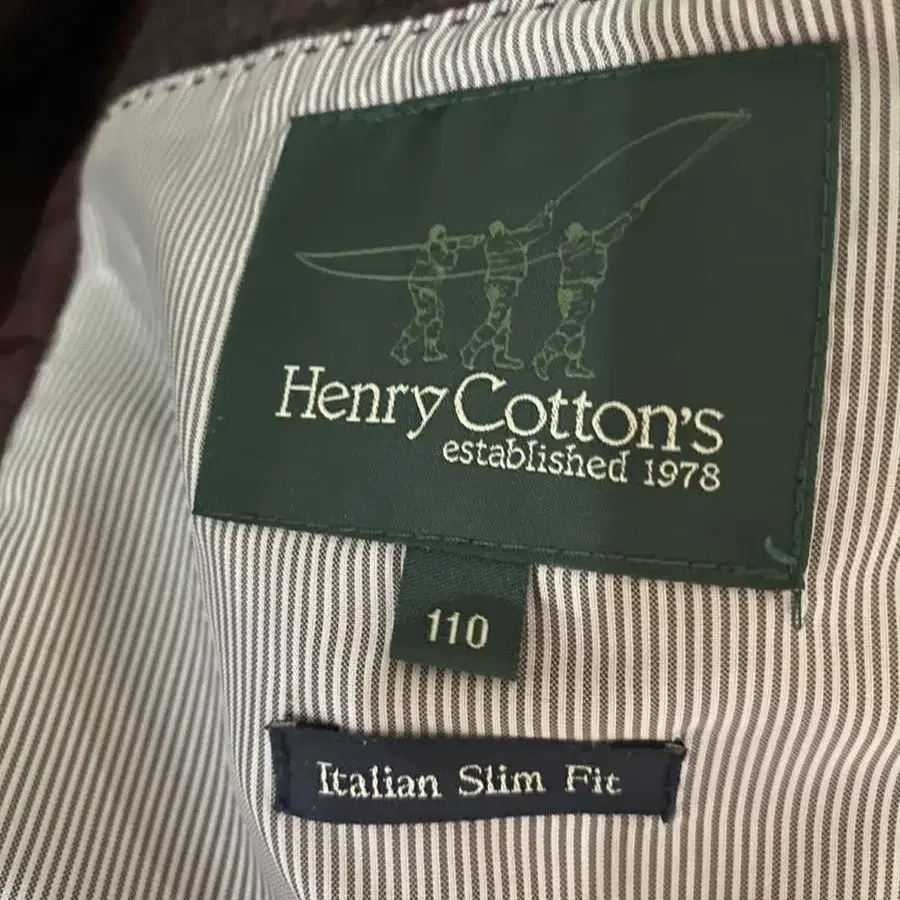 Henry Cotton's
established 1978
110
Italian Slim Fit